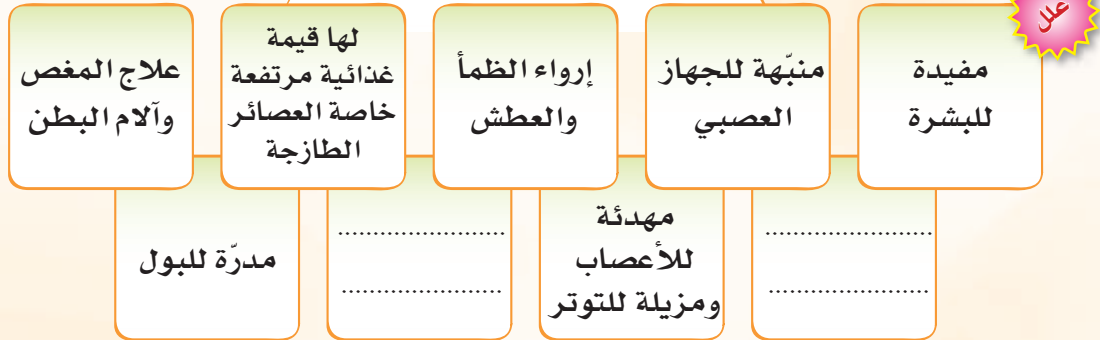 علل
مفيدة
للبشرة
منبّهة للجهاز
العصبي
إرواء الظمأ
والعطش
لها قيمة
غذائية مرتفعة
خاصة العصائر
الطازجة
علاج المغص
وآلام البطن
........................
.......................
مهدئة
للأعصاب
ومزيلة للتوتر
........................
.......................
مدرّة للبول